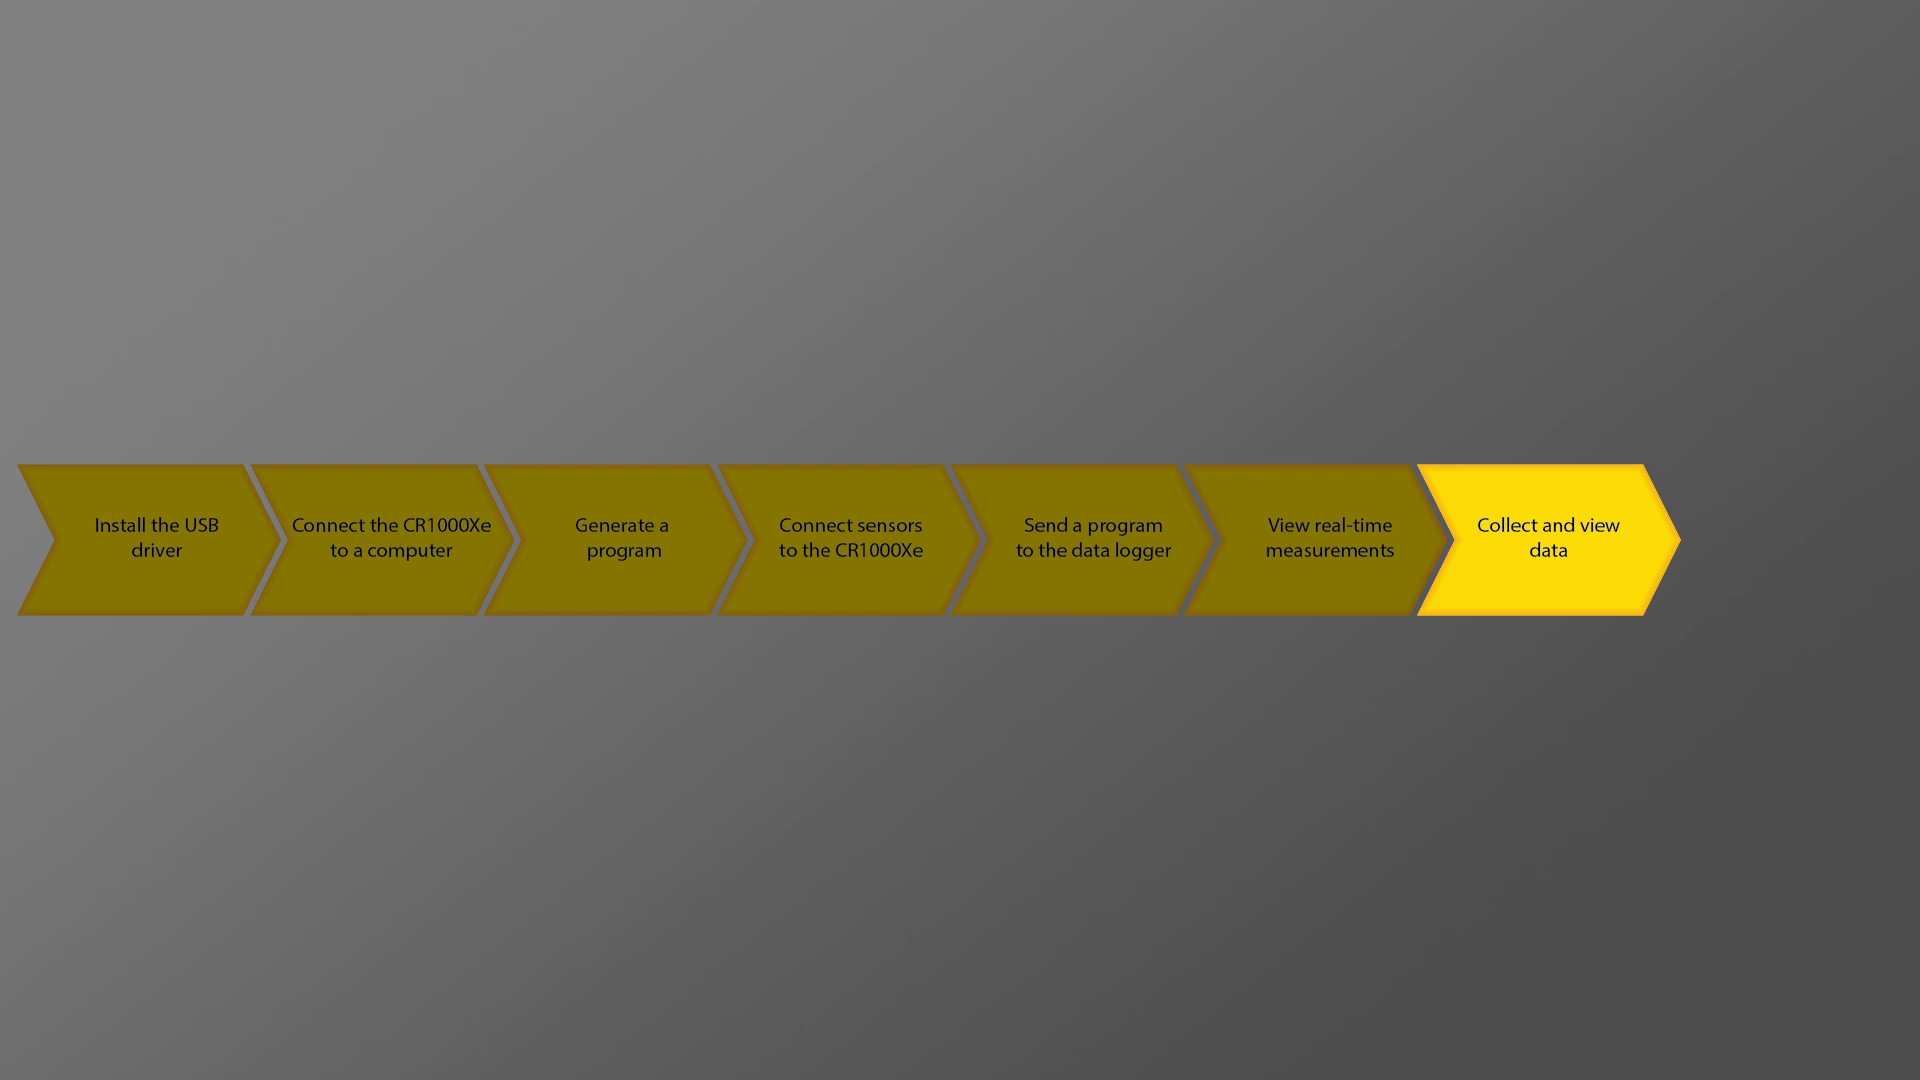 Install the USB
driver
Connect the CR1000Xe
to a computer
Generate a
program
Connect sensors
to the CR1000Xe
Send a program
to the data logger
View real-time
measurements
Collect and view
data